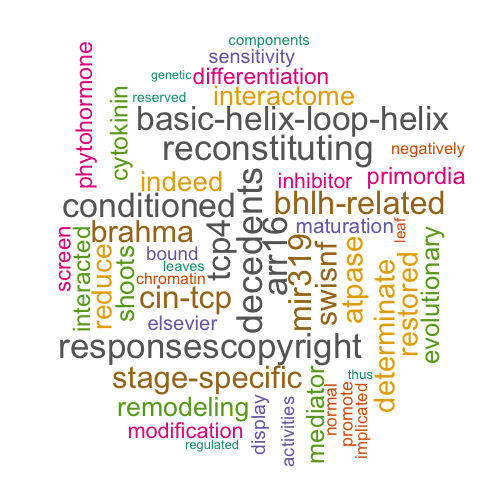 components
sensitivity
genetic
differentiation
phytohormone
cytokinin
reserved
interactome
basic-helix-loop-helix
reconstituting
negatively
indeed
inhibitor
primordia
conditioned
decedents
bhlh-related
brahma
tcp4
arr16
mir319
maturation
leaf
screen
interacted
reduce
shoots
bound
leaves
chromatin
swisnf
atpase
determinate
restored
evolutionary
cin-tcp
elsevier
responsescopyright
stage-specific
mediator
thus
remodeling
display
activities
normal
promote
implicated
modification
regulated